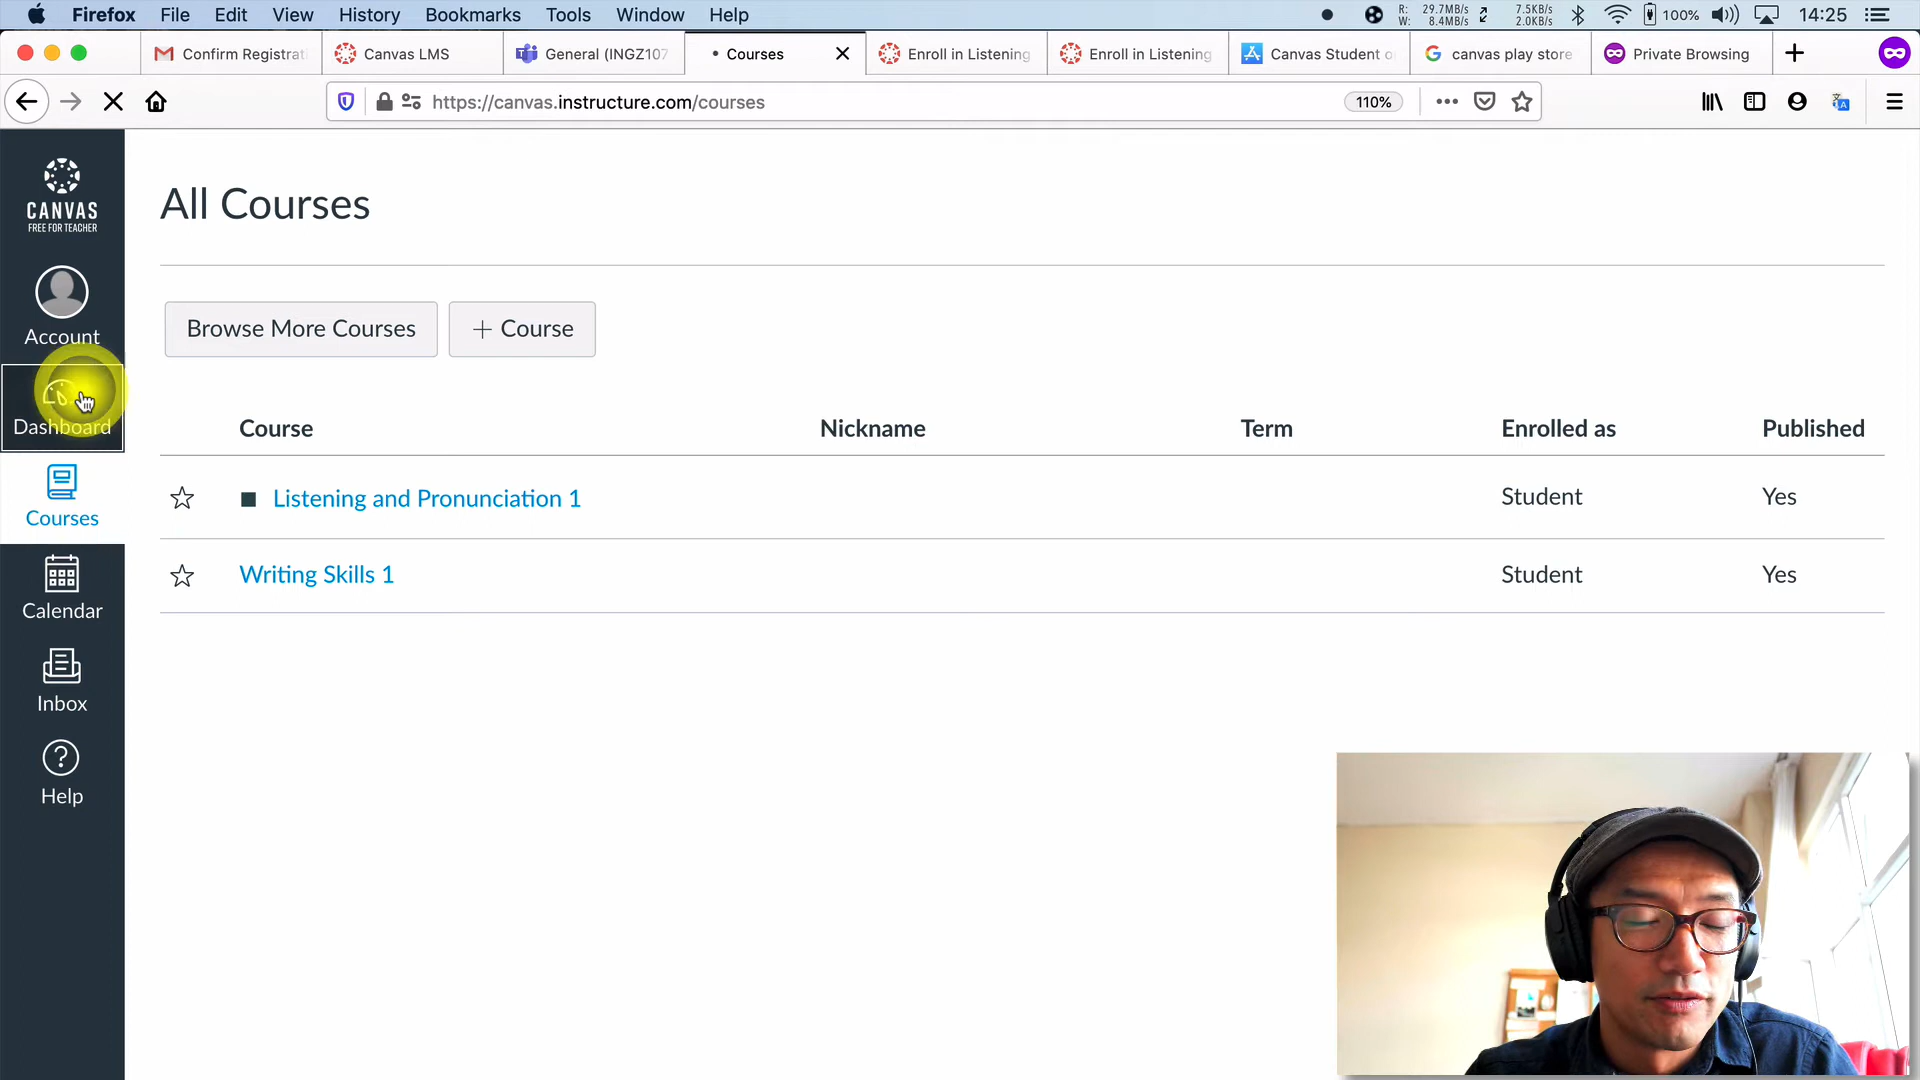 Firefox File Edit View History Bookmarks Tools Window Help R: 29.7MB/s 7.5KB/s 100% 14:25
W: 8.4MB/s 2.0KB/s
Confirm Registrat Canvas LMS General (INGZ107 Courses Enroll in Listening Enroll in Listening Canvas Student o canvas play store Private Browsing
https://canvas.instructure.com/courses 110%
CANVAS
FREE FOR TEACHER
Account
Dashboard
Courses
Calendar
Inbox
Help
All Courses
Browse More Courses + Course
Course Nickname Term Enrolled as Published
Listening and Pronunciation 1 Student Yes
Writing Skills 1 Student Yes